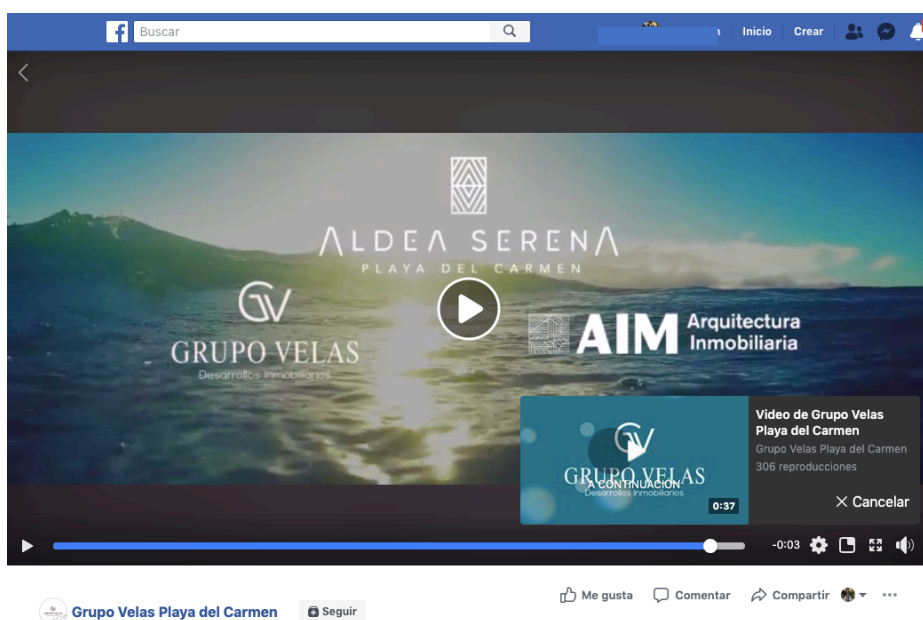 Buscar
Inicio Crear
ALDEA SERENA
PLAYA DEL CARMEN
GV
GRUPO VELAS
Desarrollos Inmobiliarios
AIM Arquitectura
Inmobiliaria
Video de Grupo Velas
Playa del Carmen
Grupo Velas Playa del Carmen
306 reproducciones
GV
GRUPO VELAS
A CONTINUACIÓN
Desarrollos Inmobiliarios
0:37
Cancelar
-0:03
Me gusta Comentar Compartir
Grupo Velas Playa del Carmen Seguir